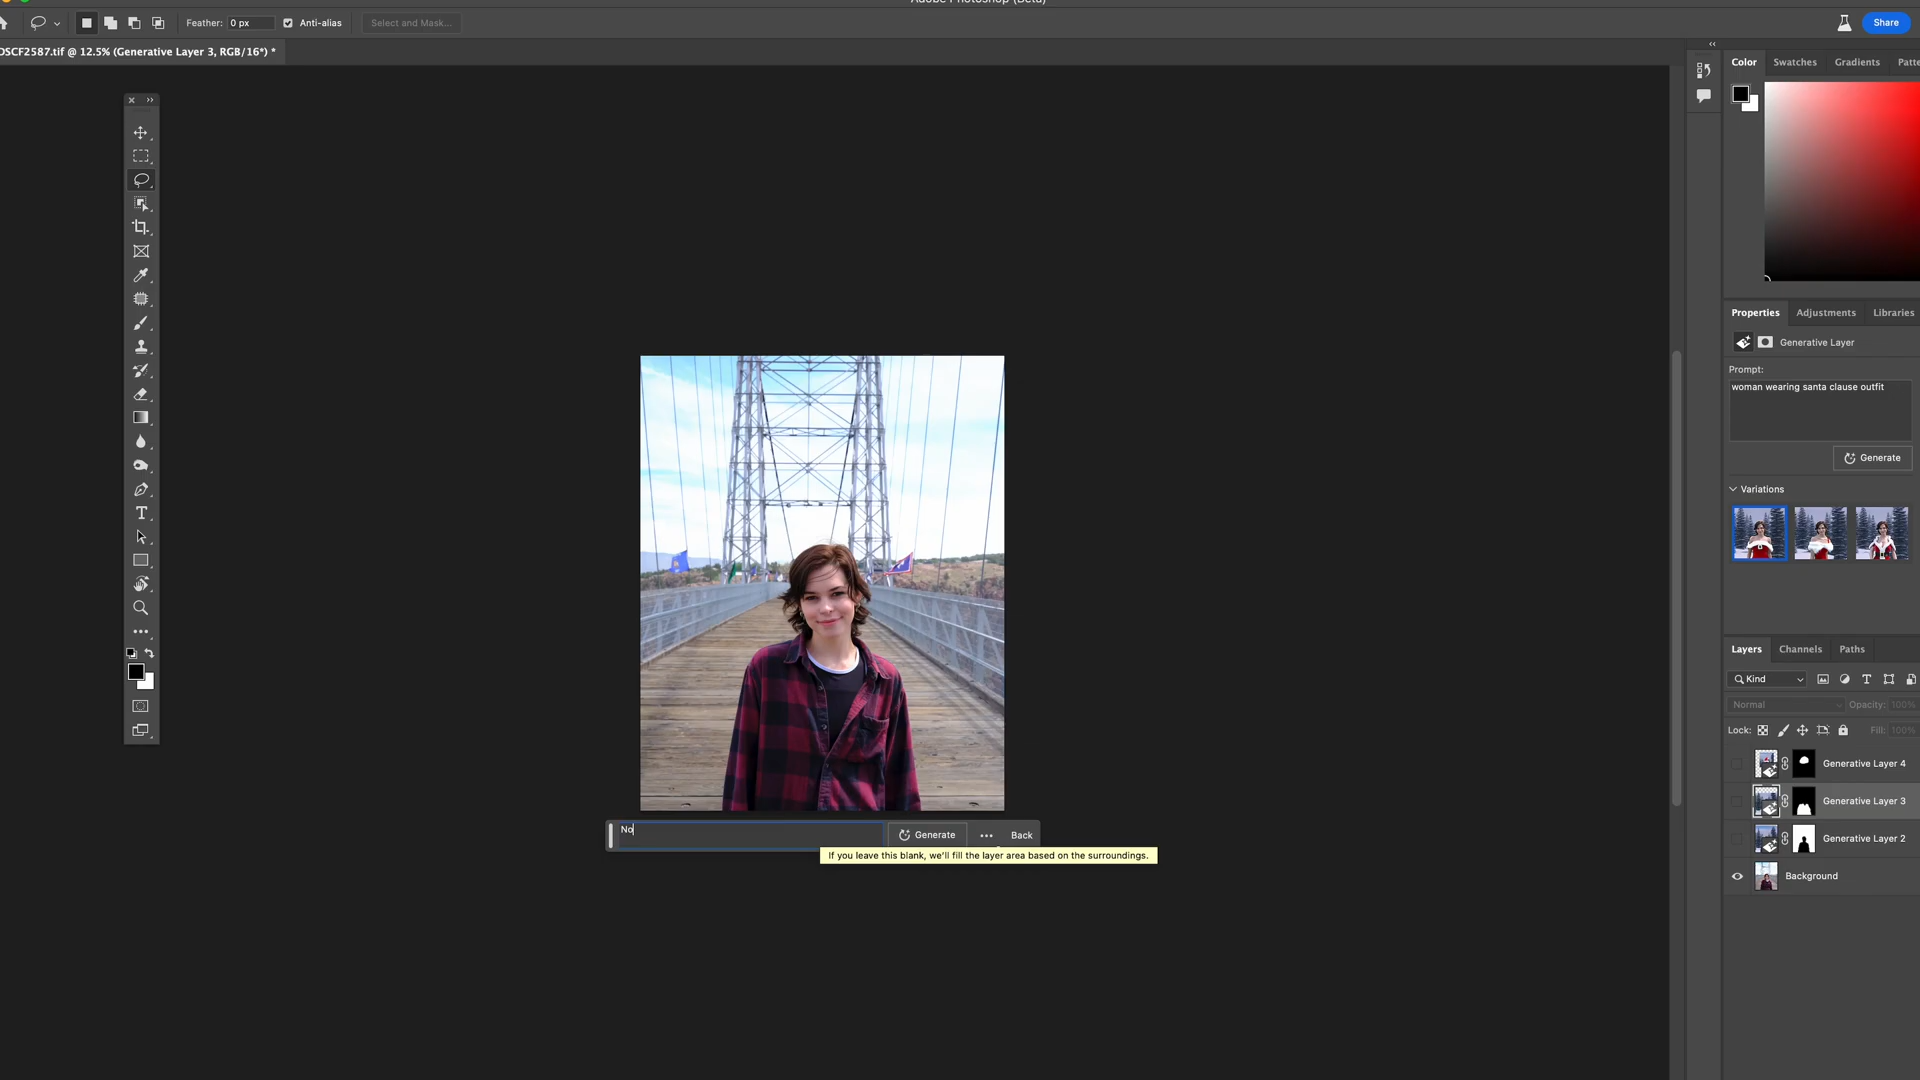 Adobe Photoshop (Beta)
Feather: 0 px
Anti-alias
Select and Mask...
Share
DSCF2587.tif @ 12.5% (Generative Layer 3, RGB/16*) *
Color
Swatches
Gradients
Patte
Properties
Adjustments
Libraries
Generative Layer
Prompt:
woman wearing santa clause outfit
Generate
Variations
Layers
Channels
Paths
Kind
Normal
Opacity: 100%
Lock:
Fill: 100%
Generative Layer 4
Generative Layer 3
Generative Layer 2
Background
No
Generate
Back
If you leave this blank, we'll fill the layer area based on the surroundings.